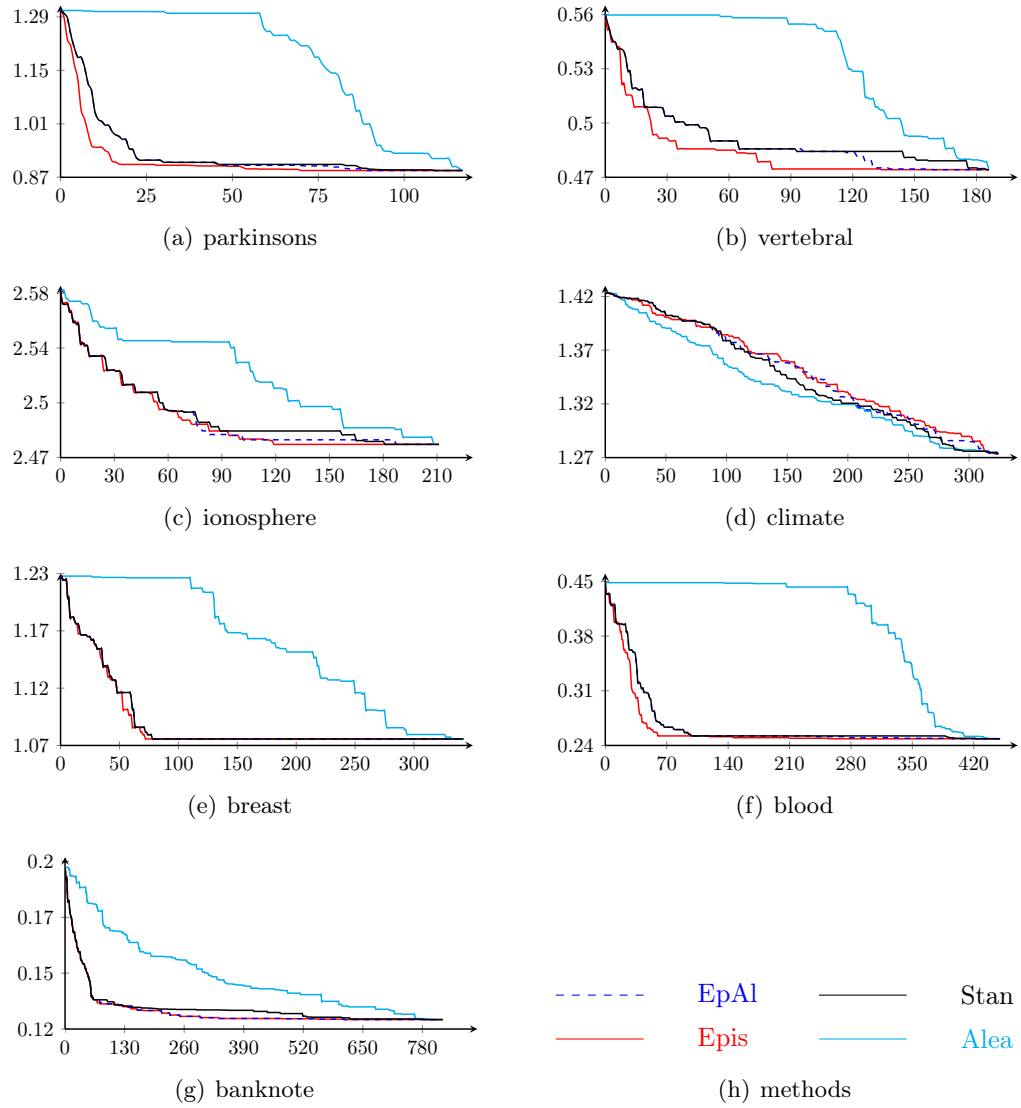 1.29
1.15
1.01
0.87
0 25 50 75 100
(a) parkinsons
0.56
0.53
0.5
0.47
0 30 60 90 120 150 180
(b) vertebral
2.58
2.54
2.5
2.47
0 30 60 90 120 150 180 210
(c) ionosphere
1.42
1.37
1.32
1.27
0 50 100 150 200 250 300
(d) climate
1.23
1.17
1.12
1.07
0 50 100 150 200 250 300
(e) breast
0.45
0.38
0.31
0.24
0 70 140 210 280 350 420
(f) blood
0.2
0.17
0.15
0.12
0 130 260 390 520 650 780
(g) banknote
EpAl Stan
Epis Alea
(h) methods